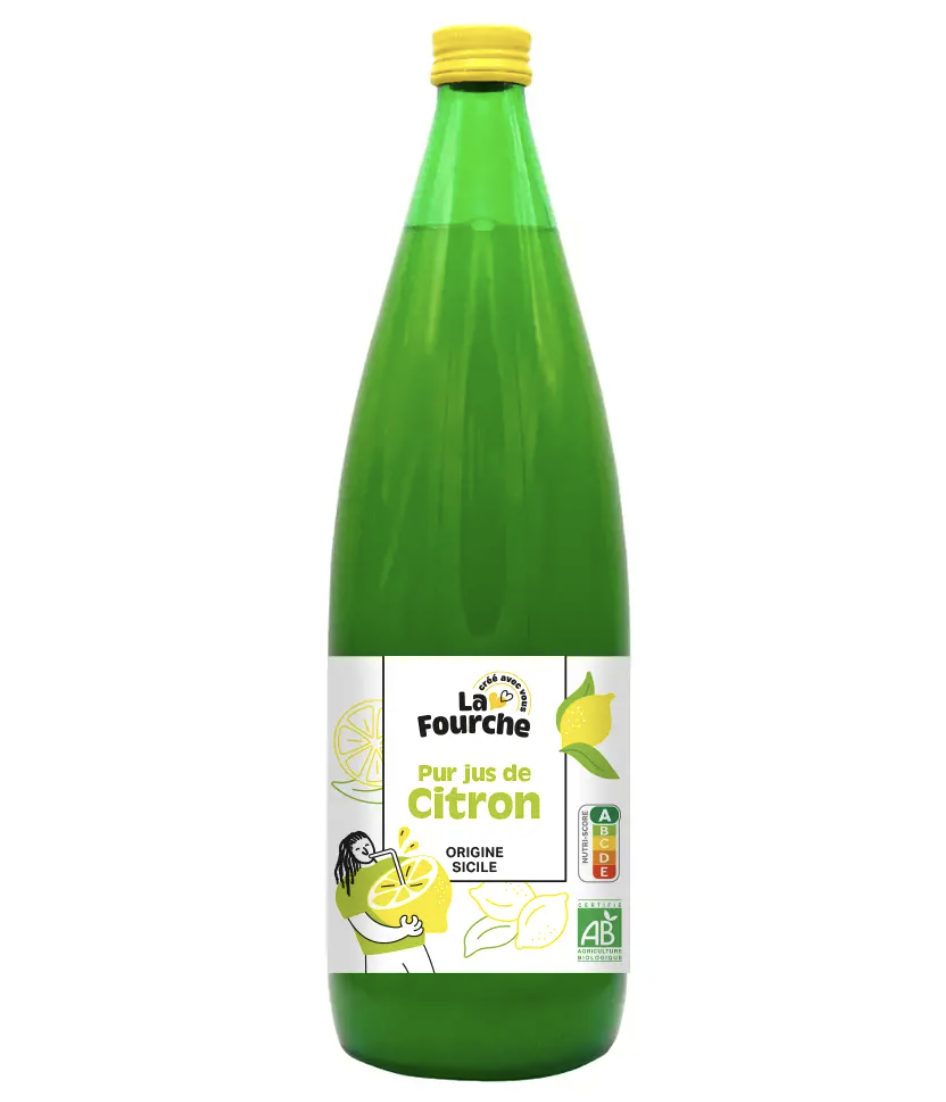 créé avec vous
La
Fourche
Pur jus de
Citron
ORIGINE
SICILE
NUTRI-SCORE
A
B
C
D
E
CERTIFIÉ
AB
AGRICULTURE
BIOLOGIQUE